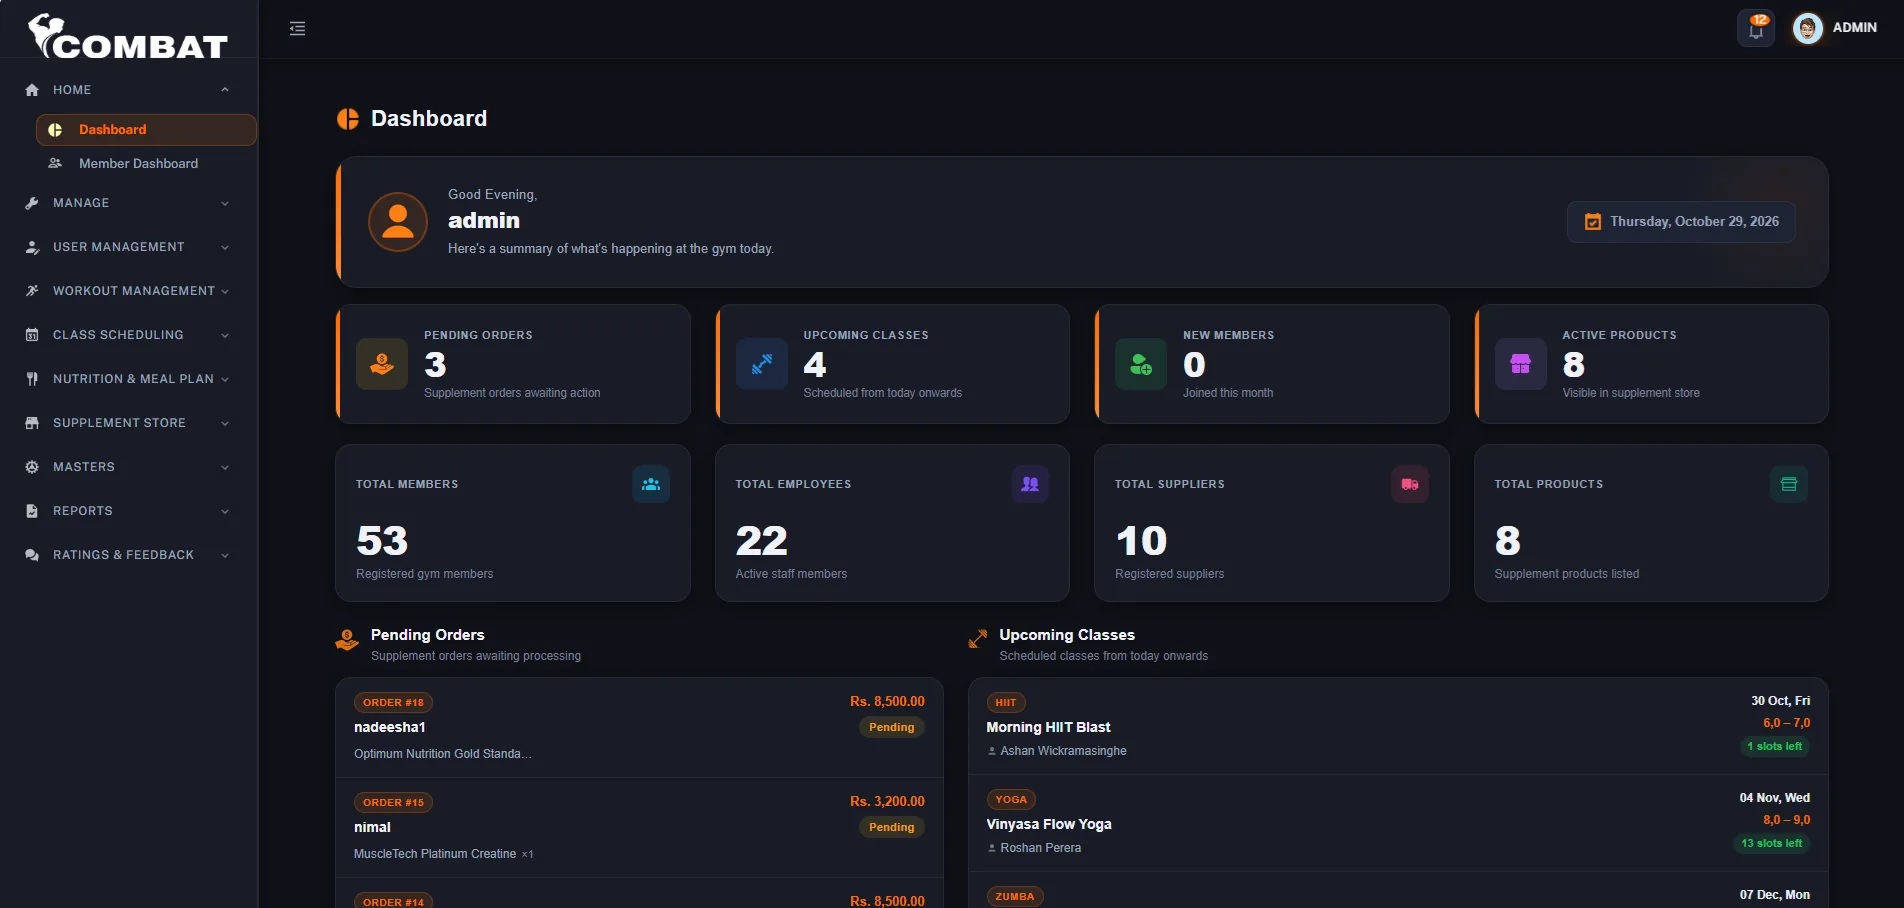 COMBAT
HOME
Dashboard
Member Dashboard
MANAGE
USER MANAGEMENT
WORKOUT MANAGEMENT
31
CLASS SCHEDULING
NUTRITION & MEAL PLAN
SUPPLEMENT STORE
MASTERS
REPORTS
RATINGS & FEEDBACK
12
ADMIN
Dashboard
Good Evening,
admin
Here's a summary of what's happening at the gym today.
Thursday, October 29, 2026
PENDING ORDERS
3
Supplement orders awaiting action
UPCOMING CLASSES
4
Scheduled from today onwards
NEW MEMBERS
0
Joined this month
ACTIVE PRODUCTS
8
Visible in supplement store
TOTAL MEMBERS
53
Registered gym members
TOTAL EMPLOYEES
22
Active staff members
TOTAL SUPPLIERS
10
Registered suppliers
TOTAL PRODUCTS
8
Supplement products listed
Pending Orders
Supplement orders awaiting processing
ORDER #18
Rs. 8,500.00
nadeesha1
Pending
Optimum Nutrition Gold Standa...
ORDER #15
Rs. 3,200.00
nimal
Pending
MuscleTech Platinum Creatine ×1
ORDER #14
Rs. 8,500.00
Upcoming Classes
Scheduled classes from today onwards
HIIT
30 Oct, Fri
Morning HIIT Blast
6,0 – 7,0
Ashan Wickramasinghe
1 slots left
YOGA
04 Nov, Wed
Vinyasa Flow Yoga
8,0 – 9,0
Roshan Perera
13 slots left
ZUMBA
07 Dec, Mon